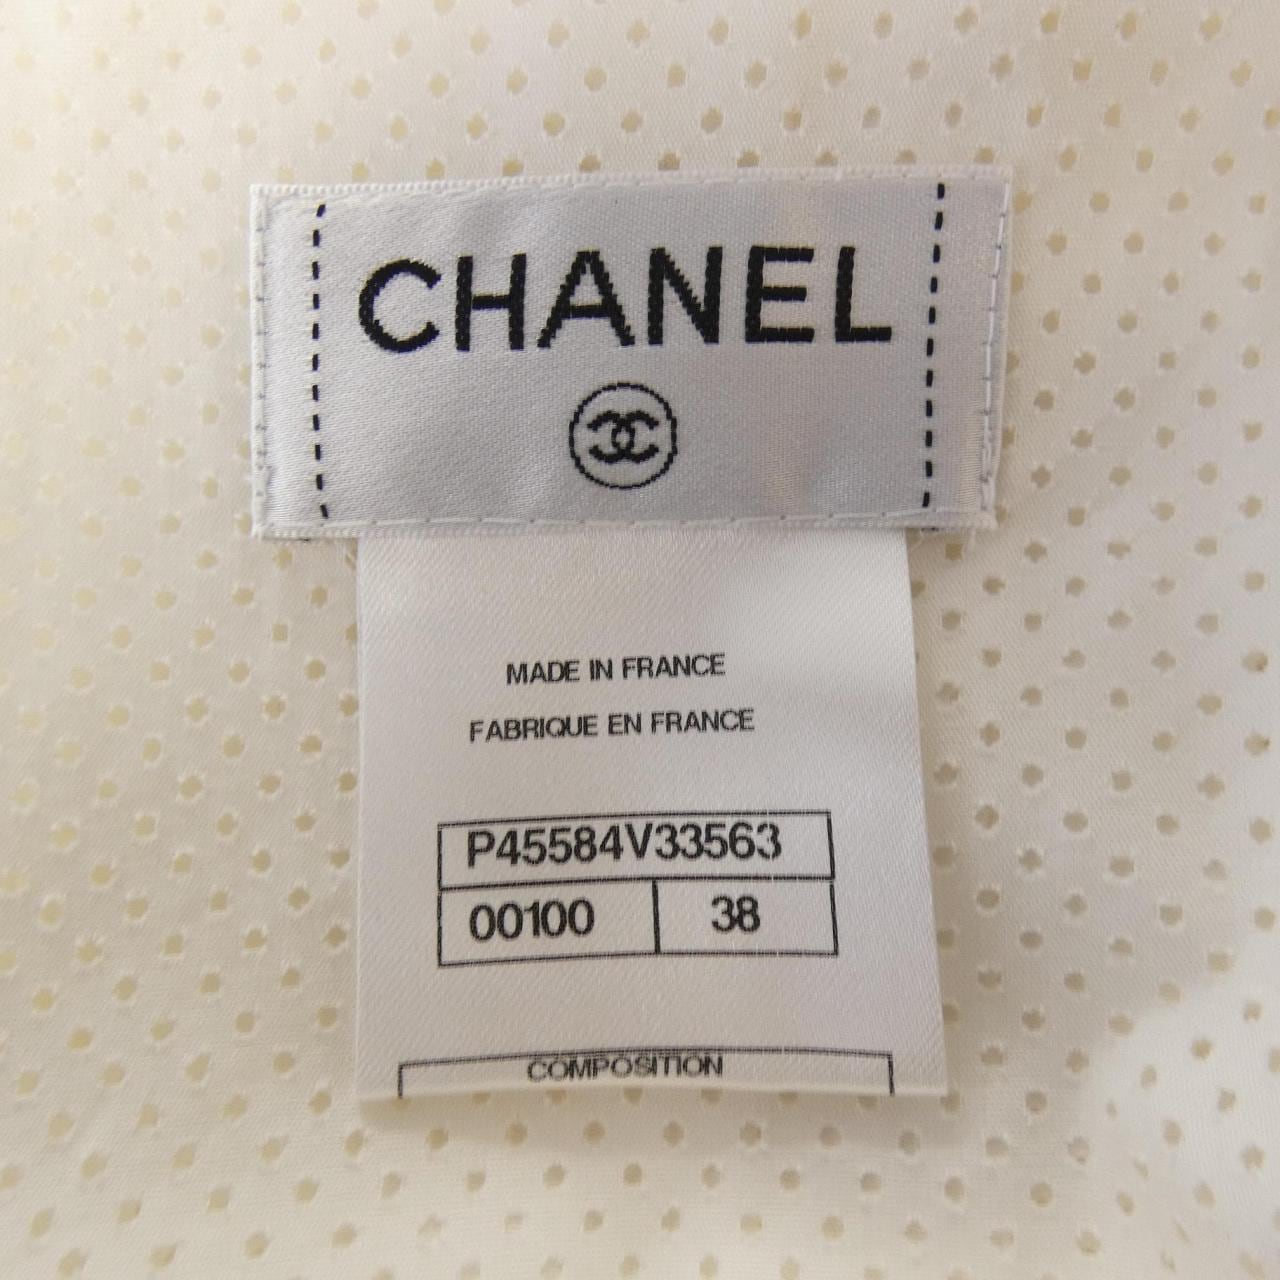 CHANEL
MADE IN FRANCE
FABRIQUE EN FRANCE
P45584V33563
00100 38
COMPOSITION